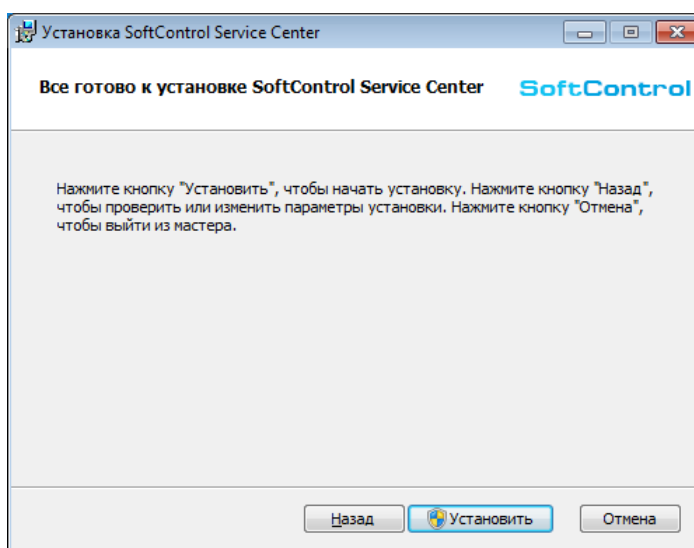 Установка SoftControl Service Center
Все готово к установке SoftControl Service Center
SoftControl
Нажмите кнопку "Установить", чтобы начать установку. Нажмите кнопку "Назад",
чтобы проверить или изменить параметры установки. Нажмите кнопку "Отмена",
чтобы выйти из мастера.
Назад
Установить
Отмена